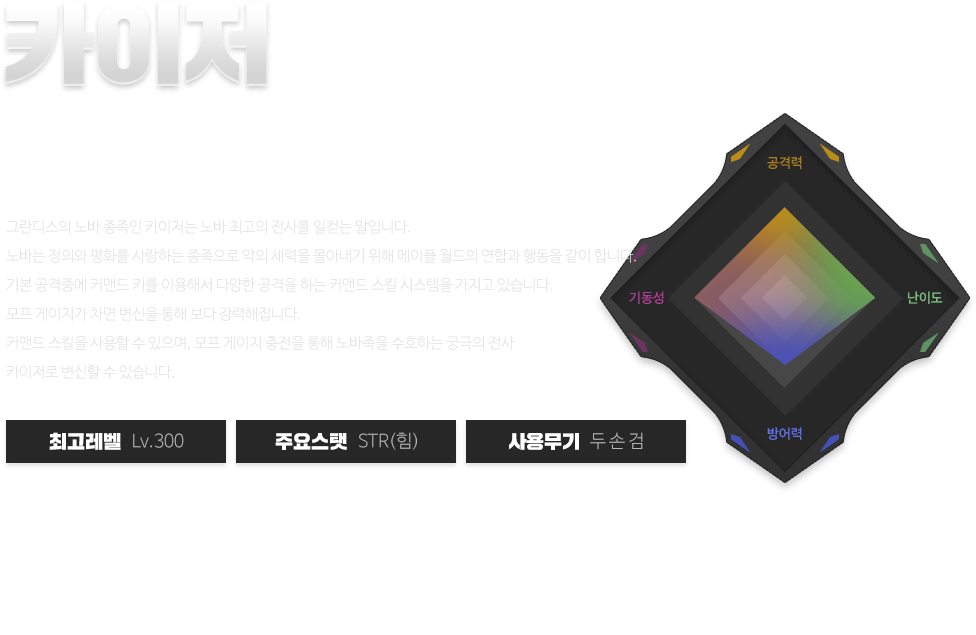 카이저
그란디스의 노바 종족인 카이저는 노바 최고의 전사를 일컫는 말입니다.
노바는 정의와 평화를 사랑하는 종족으로 악의 세력을 몰아내기 위해 메이플 월드의 연합과 행동을 같이 합니다.
기본 공격중에 커맨드 키를 이용해서 다양한 공격을 하는 커맨드 스킬 시스템을 가지고 있습니다.
모프 게이지가 차면 변신을 통해 보다 강력해집니다.
커맨드 스킬을 사용할 수 있으며, 모프 게이지 충전을 통해 노바족을 수호하는 궁극의 전사
카이저로 변신할 수 있습니다.
최고레벨 Lv.300
주요스탯 STR(힘)
사용무기 두손검
공격력
기동성
난이도
방어력